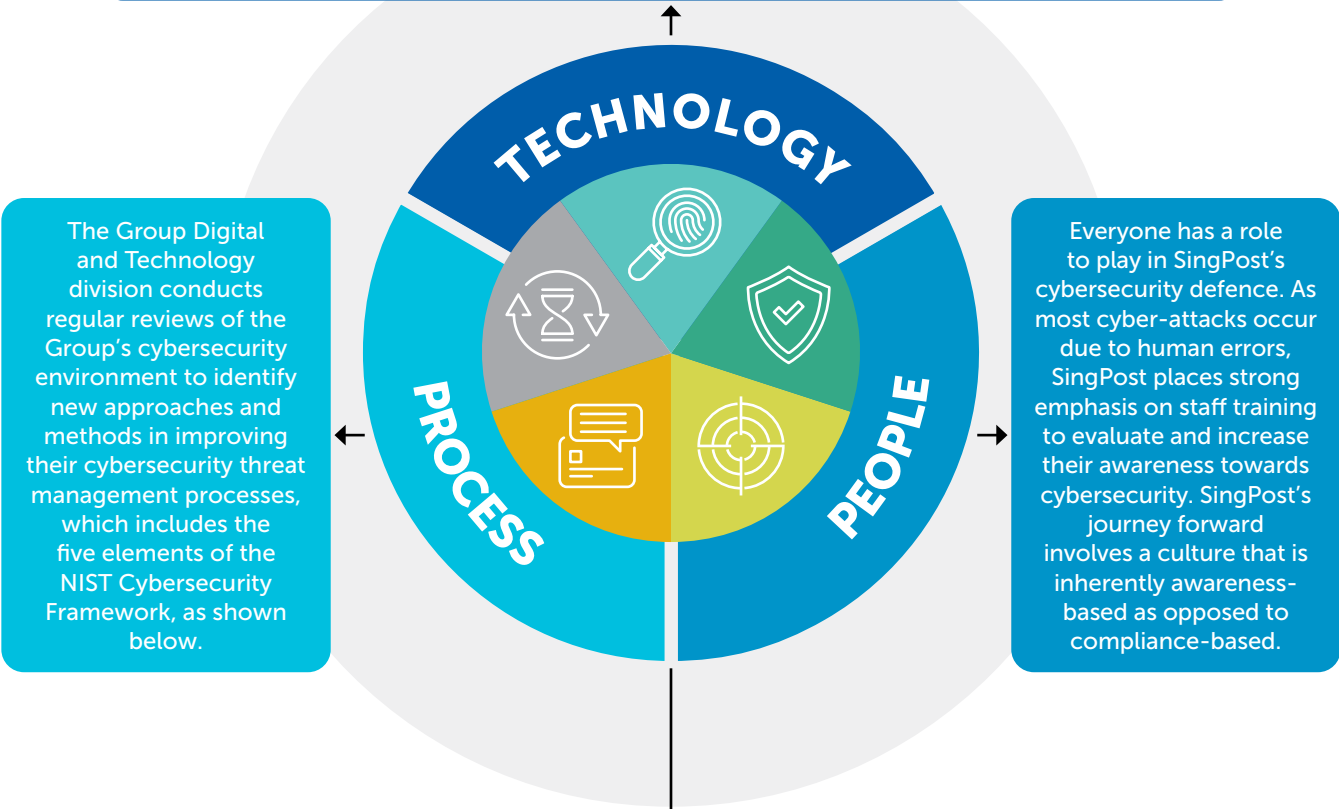 TECHNOLOGY
The Group Digital
and Technology
division conducts
regular reviews of the
Group's cybersecurity
environment to identify
new approaches and
methods in improving
their cybersecurity threat
management processes,
which includes the
five elements of the
NIST Cybersecurity
Framework, as shown
below.
PROCESS
PEOPLE
Everyone has a role
to play in SingPost's
cybersecurity defence. As
most cyber-attacks occur
due to human errors,
SingPost places strong
emphasis on staff training
to evaluate and increase
their awareness towards
cybersecurity. SingPost's
journey forward
involves a culture that is
inherently awareness-
based as opposed to
compliance-based.